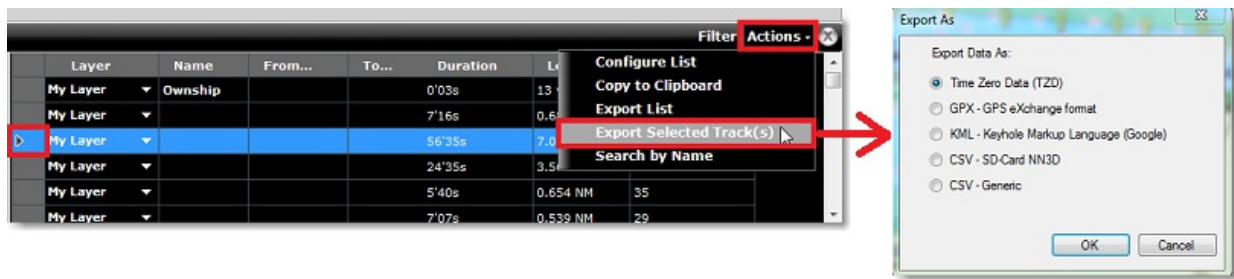 Filter Actions
Layer Name From... To... Duration
My Layer Ownship 0'03s 13
My Layer 7'16s
My Layer 56'35s
My Layer 24'35s
My Layer 5'40s 0.654 NM 35
My Layer 7'07s 0.539 NM 29
Configure List
Copy to Clipboard
Export List
Export Selected Track(s)
Search by Name
Export As
Export Data As:
Time Zero Data (TZD)
GPX - GPS eXchange format
KML - Keyhole Markup Language (Google)
CSV - SD-Card NN3D
CSV - Generic
OK Cancel